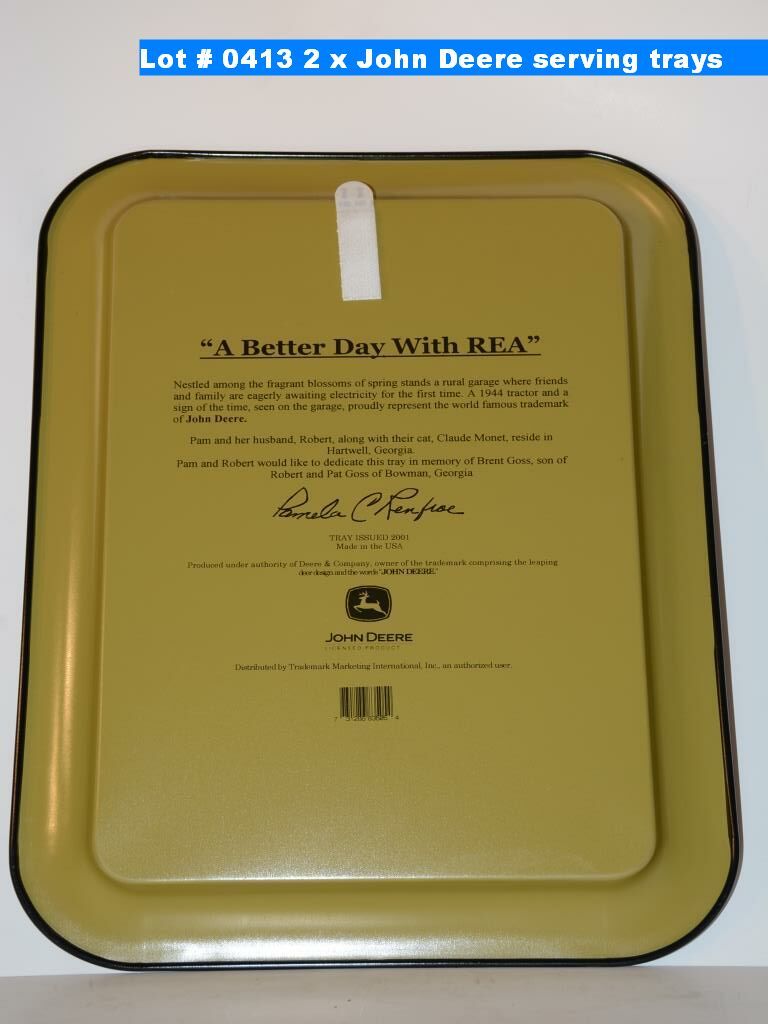 Lot # 0413 2 x John Deere serving trays
“A Better Day With REA”
Nestled among the fragrant blossoms of spring stands a rural garage where friends
and family are eagerly awaiting electricity for the first time. A 1944 tractor and a
sign of the time, seen on the garage, proudly represent the world famous trademark
of John Deere.
Pam and her husband, Robert, along with their cat, Claude Monet, reside in
Hartwell, Georgia.
Pam and Robert would like to dedicate this tray in memory of Brent Goss, son of
Robert and Pat Goss of Bowman, Georgia
Pamela C Renfroe
TRAY ISSUED 2001
Made in the USA
Produced under authority of Deere & Company, owner of the trademark comprising the leaping
deer design and the words "JOHN DEERE."
JOHN DEERE
LICENSED PRODUCT
Distributed by Trademark Marketing International, Inc., an authorized user.